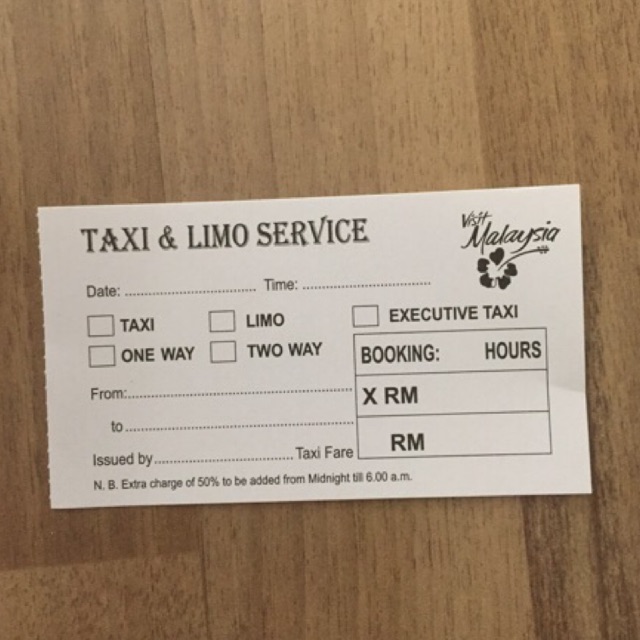 TAXI & LIMO SERVICE
Visit
Malaysia
Date: ........................................ Time: ........................................
TAXI LIMO EXECUTIVE TAXI
ONE WAY TWO WAY
BOOKING: HOURS
From:........................................ X RM
to........................................
Issued by........................................Taxi Fare RM
N. B. Extra charge of 50% to be added from Midnight till 6.00 a.m.